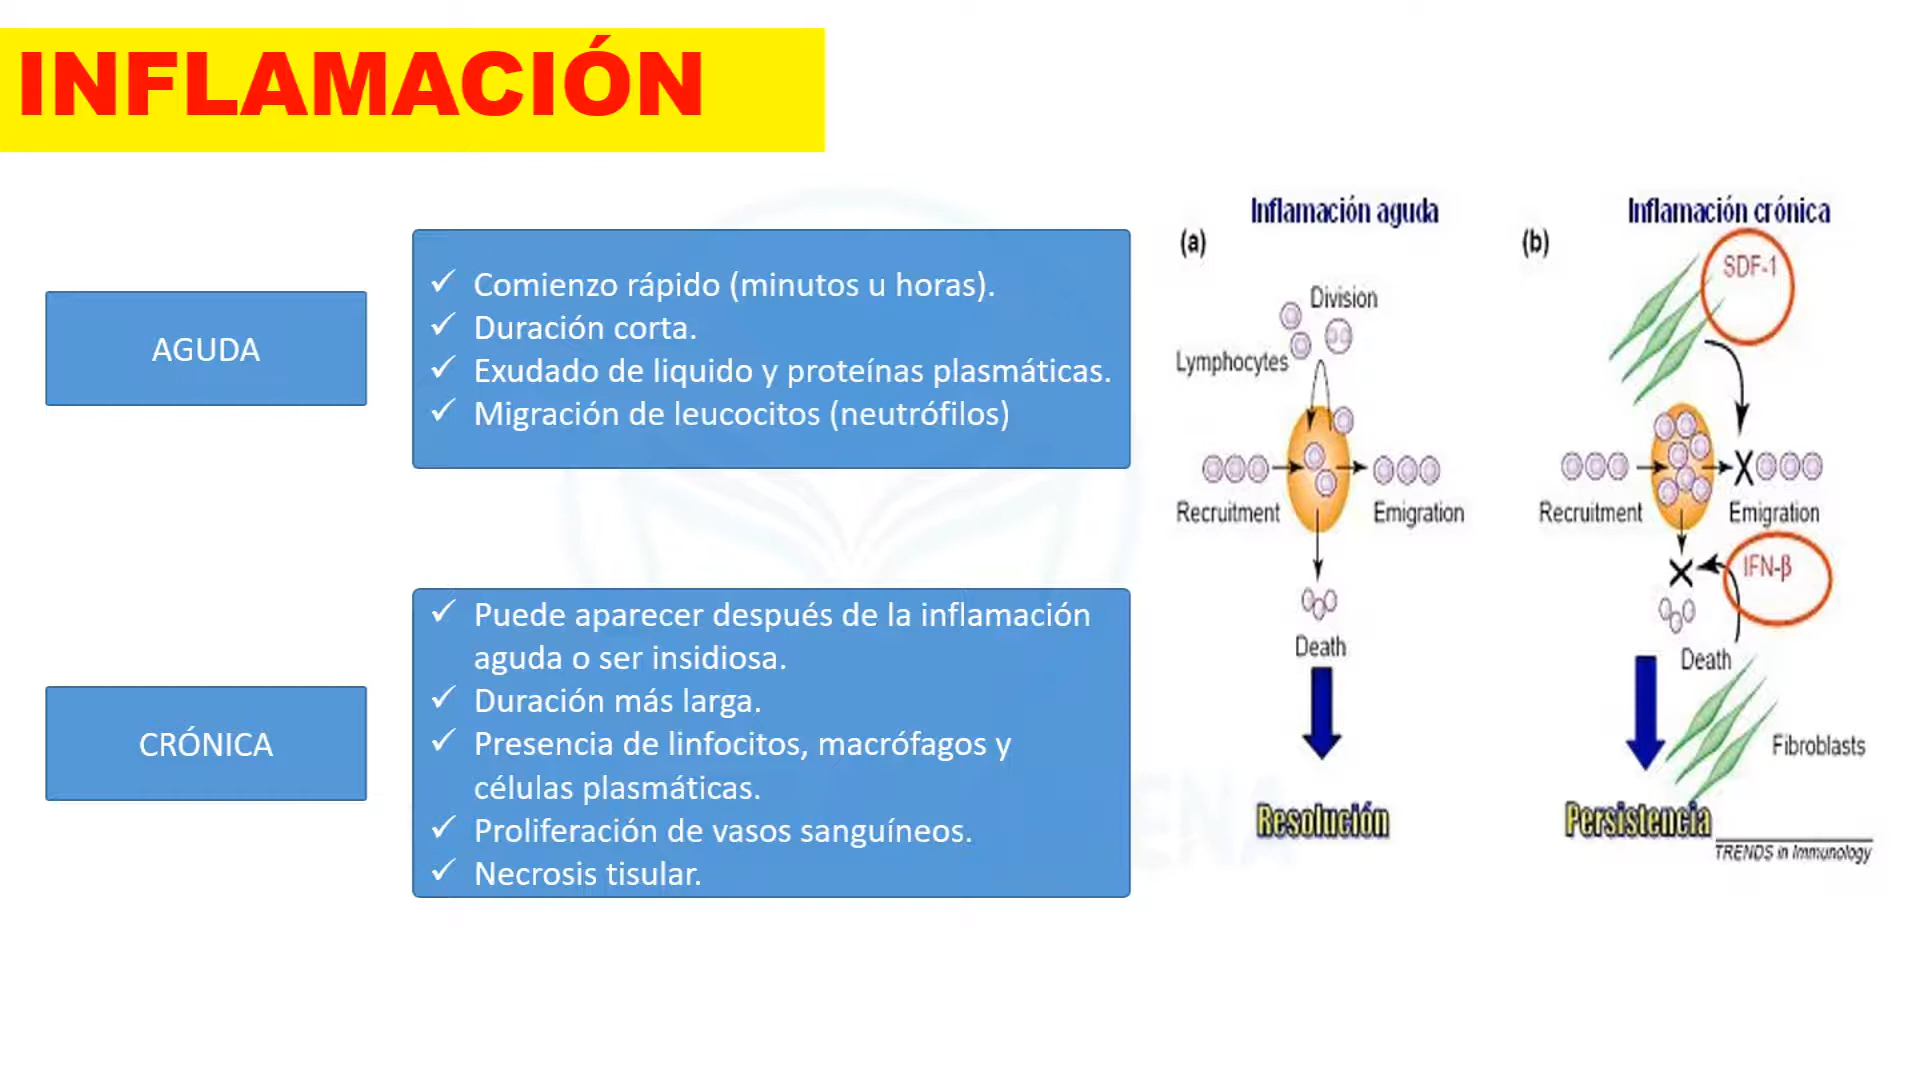 INFLAMACIÓN
AGUDA
✓ Comienzo rápido (minutos u horas).
✓ Duración corta.
✓ Exudado de liquido y proteínas plasmáticas.
✓ Migración de leucocitos (neutrófilos)
CRÓNICA
✓ Puede aparecer después de la inflamación
aguda o ser insidiosa.
✓ Duración más larga.
✓ Presencia de linfocitos, macrófagos y
células plasmáticas.
✓ Proliferación de vasos sanguíneos.
✓ Necrosis tisular.
Inflamación aguda
(a)
Division
Lymphocytes
Recruitment
Emigration
Death
Resolución
Inflamación crónica
(b)
SDF-1
Recruitment
Emigration
IFN-β
Death
Fibroblasts
Persistencia
TRENDS in Immunology